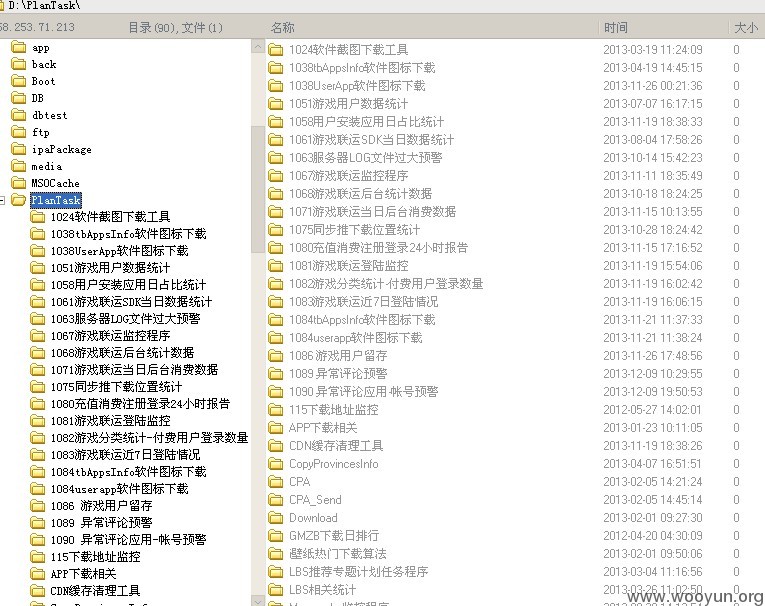 D:\PlanTask\
58.253.71.213 目录(90),文件(1) 名称 时间 大小
app
back
Boot
DB
dbtest
ftp
ipaPackage
media
MSOCache
PlanTask
1024软件截图下载工具
1038tbAppsInfo软件图标下载
1038UserApp软件图标下载
1051游戏用户数据统计
1058用户安装应用日占比统计
1061游戏联运SDK当日数据统计
1063服务器LOG文件过大预警
1067游戏联运监控程序
1068游戏联运后台统计数据
1071游戏联运当日后台消费数据
1075同步推下载位置统计
1080充值消费注册登录24小时报告
1081游戏联运登陆监控
1082游戏分类统计-付费用户登录数量
1083游戏联运近7日登陆情况
1084tbAppsInfo软件图标下载
1084userapp软件图标下载
1086 游戏用户留存
1089 异常评论预警
1090 异常评论应用-帐号预警
115下载地址监控
APP下载相关
CDN缓存清理工具
1024软件截图下载工具 2013-03-19 11:24:09 0
1038tbAppsInfo软件图标下载 2013-04-19 14:45:15 0
1038UserApp软件图标下载 2013-11-26 00:21:36 0
1051游戏用户数据统计 2013-07-07 16:17:15 0
1058用户安装应用日占比统计 2013-11-19 18:38:33 0
1061游戏联运SDK当日数据统计 2013-08-04 17:58:26 0
1063服务器LOG文件过大预警 2013-10-14 15:42:23 0
1067游戏联运监控程序 2013-11-11 18:35:49 0
1068游戏联运后台统计数据 2013-10-18 18:24:25 0
1071游戏联运当日后台消费数据 2013-11-15 10:13:55 0
1075同步推下载位置统计 2013-10-28 18:24:42 0
1080充值消费注册登录24小时报告 2013-11-15 17:16:52 0
1081游戏联运登陆监控 2013-11-19 15:54:06 0
1082游戏分类统计-付费用户登录数量 2013-11-19 16:02:42 0
1083游戏联运近7日登陆情况 2013-11-19 16:06:15 0
1084tbAppsInfo软件图标下载 2013-11-21 11:37:33 0
1084userapp软件图标下载 2013-11-21 11:38:24 0
1086 游戏用户留存 2013-11-26 17:48:56 0
1089 异常评论预警 2013-12-09 10:29:55 0
1090 异常评论应用-帐号预警 2013-12-09 19:50:53 0
115下载地址监控 2012-05-27 14:02:01 0
APP下载相关 2013-01-23 10:11:05 0
CDN缓存清理工具 2013-11-19 18:38:26 0
CopyProvincesInfo 2013-04-07 16:51:51 0
CPA 2013-02-05 14:21:24 0
CPA_Send 2013-02-05 14:45:14 0
Download 2013-02-01 09:27:30 0
GMZB下载日排行 2012-04-20 04:30:09 0
壁纸热门下载算法 2013-02-01 09:50:06 0
LBS推荐专题计划任务程序 2013-03-04 11:16:56 0
LBS相关统计 2013-03-26 11:02:50 0
www.wooyun.org